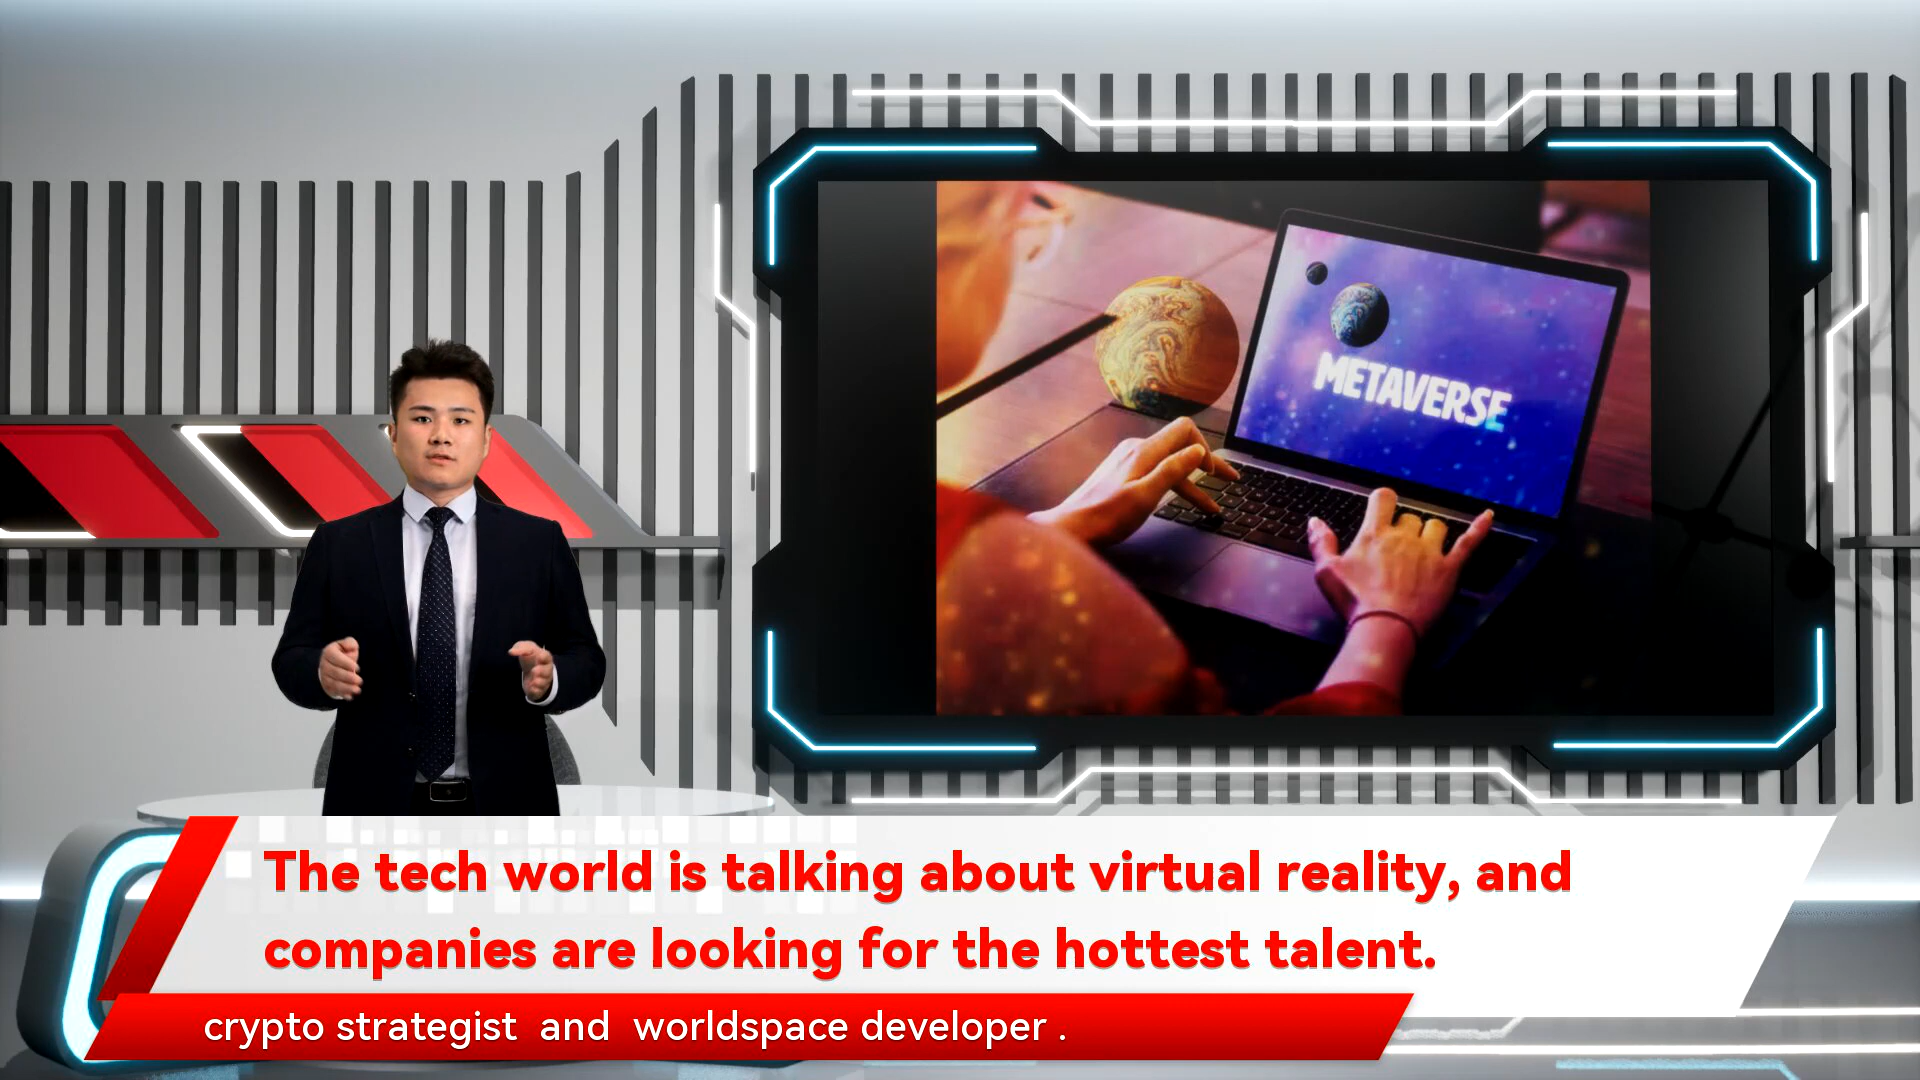 METAVERSE
The tech world is talking about virtual reality, and
companies are looking for the hottest talent.
crypto strategist and worldspace developer .